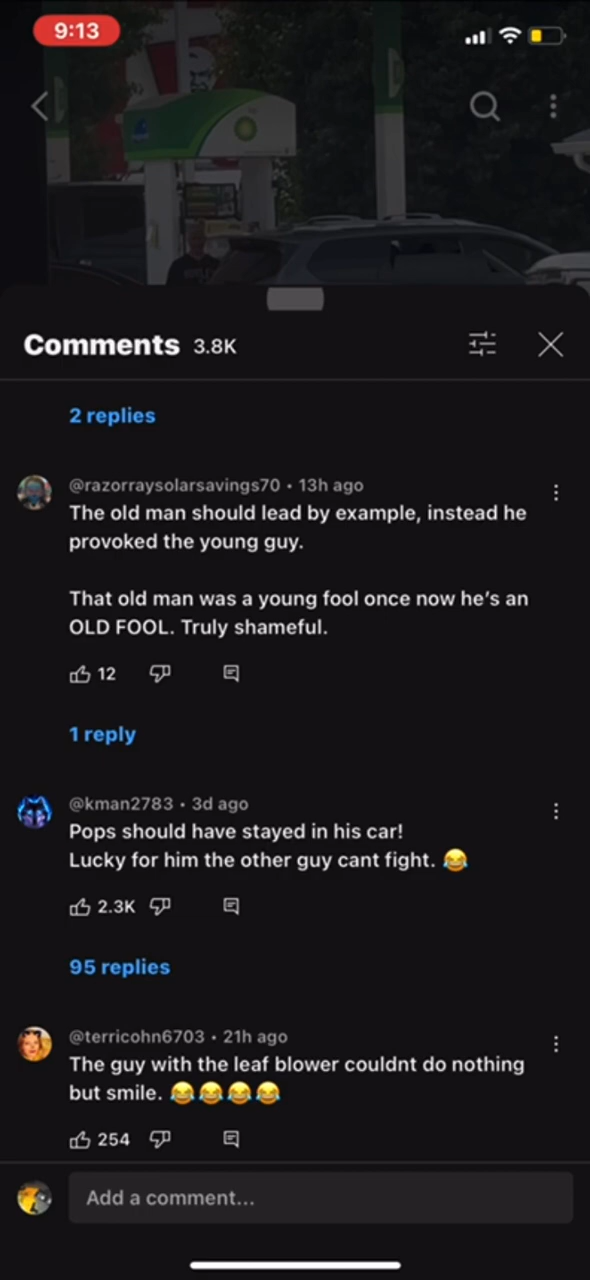 9:13
Comments 3.8K
2 replies
@razorraysolarsavings70 • 13h ago
The old man should lead by example, instead he
provoked the young guy.
That old man was a young fool once now he's an
OLD FOOL. Truly shameful.
12
1 reply
@kman2783 • 3d ago
Pops should have stayed in his car!
Lucky for him the other guy cant fight. 😂
2.3K
95 replies
@terricohn6703 • 21h ago
The guy with the leaf blower couldnt do nothing
but smile. 😂😂😂😂
254
Add a comment...